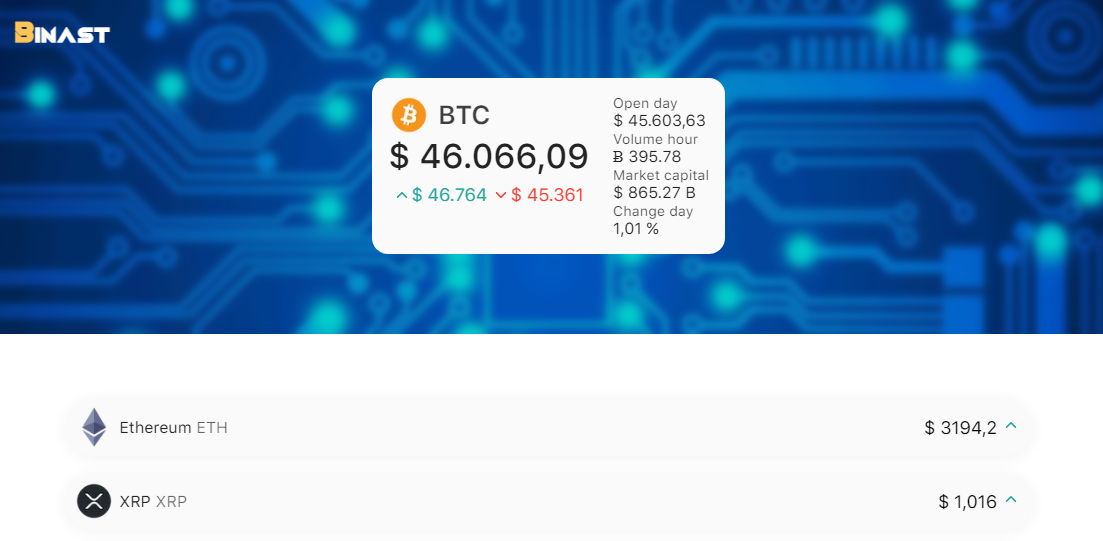 BINAST
BTC
$ 46.066,09
$ 46.764 $ 45.361
Open day
$ 45.603,63
Volume hour
Ƀ 395.78
Market capital
$ 865.27 B
Change day
1,01 %
Ethereum ETH $ 3194,2
XRP XRP $ 1,016